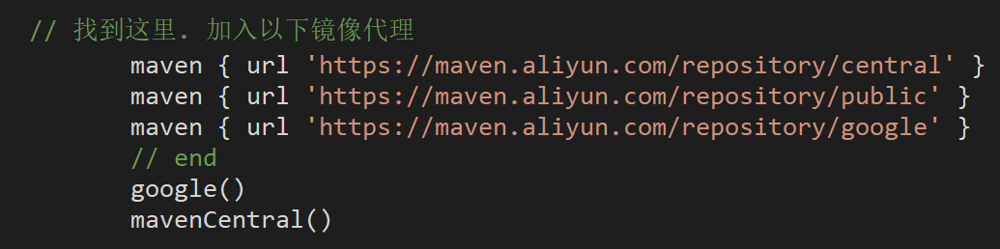 // 找到这里. 加入以下镜像代理
maven { url 'https://maven.aliyun.com/repository/central' }
maven { url 'https://maven.aliyun.com/repository/public' }
maven { url 'https://maven.aliyun.com/repository/google' }
// end
google()
mavenCentral()